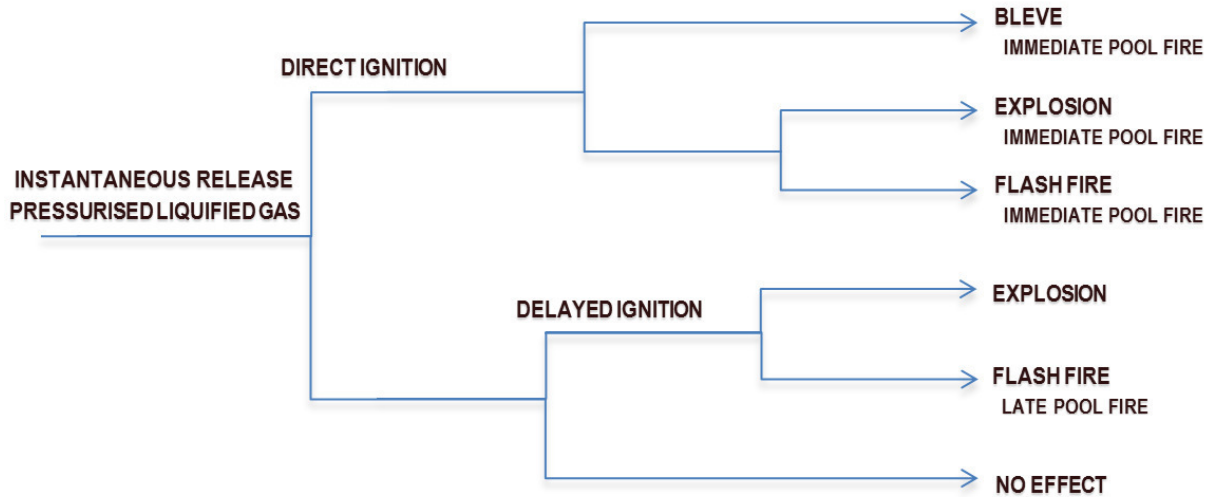 BLEVE
IMMEDIATE POOL FIRE
DIRECT IGNITION
EXPLOSION
IMMEDIATE POOL FIRE
INSTANTANEOUS RELEASE
PRESSURISED LIQUIFIED GAS
FLASH FIRE
IMMEDIATE POOL FIRE
EXPLOSION
DELAYED IGNITION
FLASH FIRE
LATE POOL FIRE
NO EFFECT